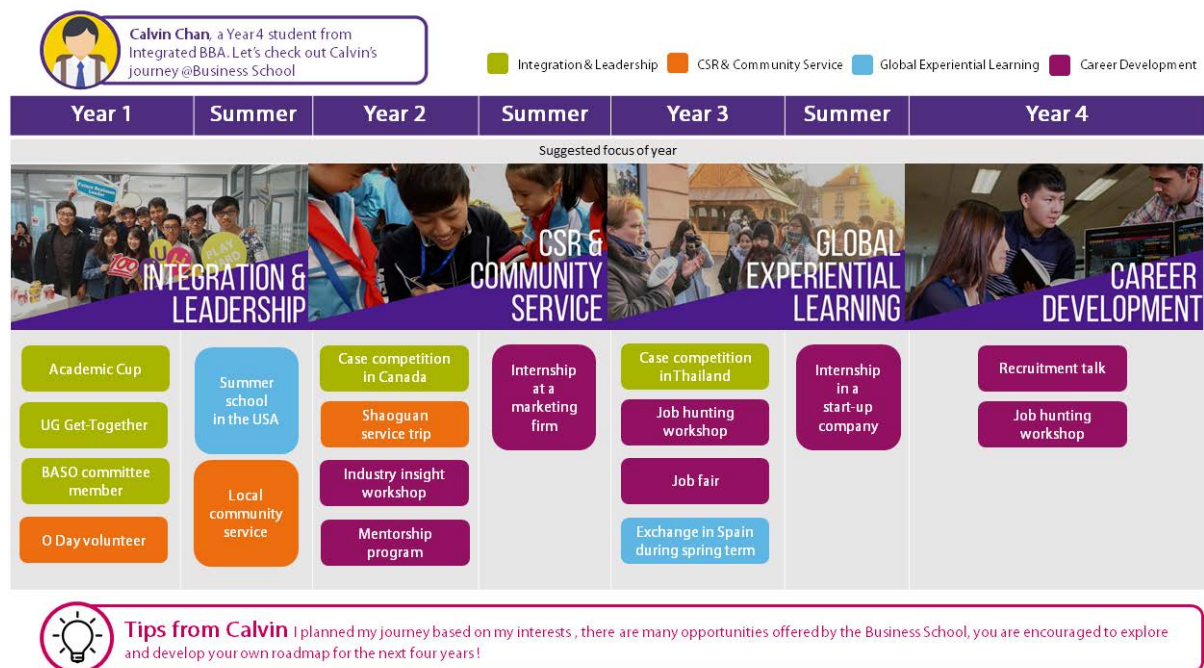 Calvin Chan, a Year 4 student from
Integrated BBA. Let's check out Calvin's
journey @Business School
Integration & Leadership
CSR & Community Service
Global Experiential Learning
Career Development
Year 1
Summer
Year 2
Summer
Year 3
Summer
Year 4
Suggested focus of year
Future Business
Leader
100
INTEGRATION &
LEADERSHIP
CSR &
COMMUNITY
SERVICE
GLOBAL
EXPERIENTIAL
LEARNING
CAREER
DEVELOPMENT
Academic Cup
UG Get-Together
BASO committee
member
O Day volunteer
Summer
school
in the USA
Local
community
service
Case competition
in Canada
Shaoguan
service trip
Industry insight
workshop
Mentorship
program
Internship
at a
marketing
firm
Case competition
in Thailand
Job hunting
workshop
Job fair
Exchange in Spain
during spring term
Internship
in a
start-up
company
Recruitment talk
Job hunting
workshop
Tips from Calvin I planned my journey based on my interests , there are many opportunities offered by the Business School, you are encouraged to explore
and develop your own roadmap for the next four years !